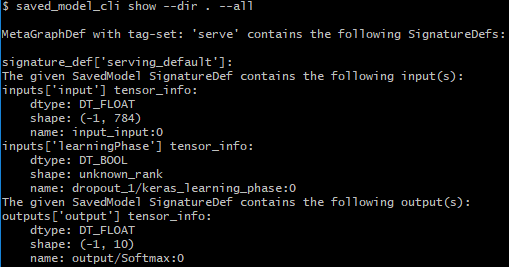 $ saved_model_cli show --dir . --all
MetaGraphDef with tag-set: 'serve' contains the following SignatureDefs:
signature_def['serving_default']:
The given SavedModel SignatureDef contains the following input(s):
inputs['input'] tensor_info:
    dtype: DT_FLOAT
    shape: (-1, 784)
    name: input_input:0
inputs['learningPhase'] tensor_info:
    dtype: DT_BOOL
    shape: unknown_rank
    name: dropout_1/keras_learning_phase:0
The given SavedModel SignatureDef contains the following output(s):
outputs['output'] tensor_info:
    dtype: DT_FLOAT
    shape: (-1, 10)
    name: output/Softmax:0